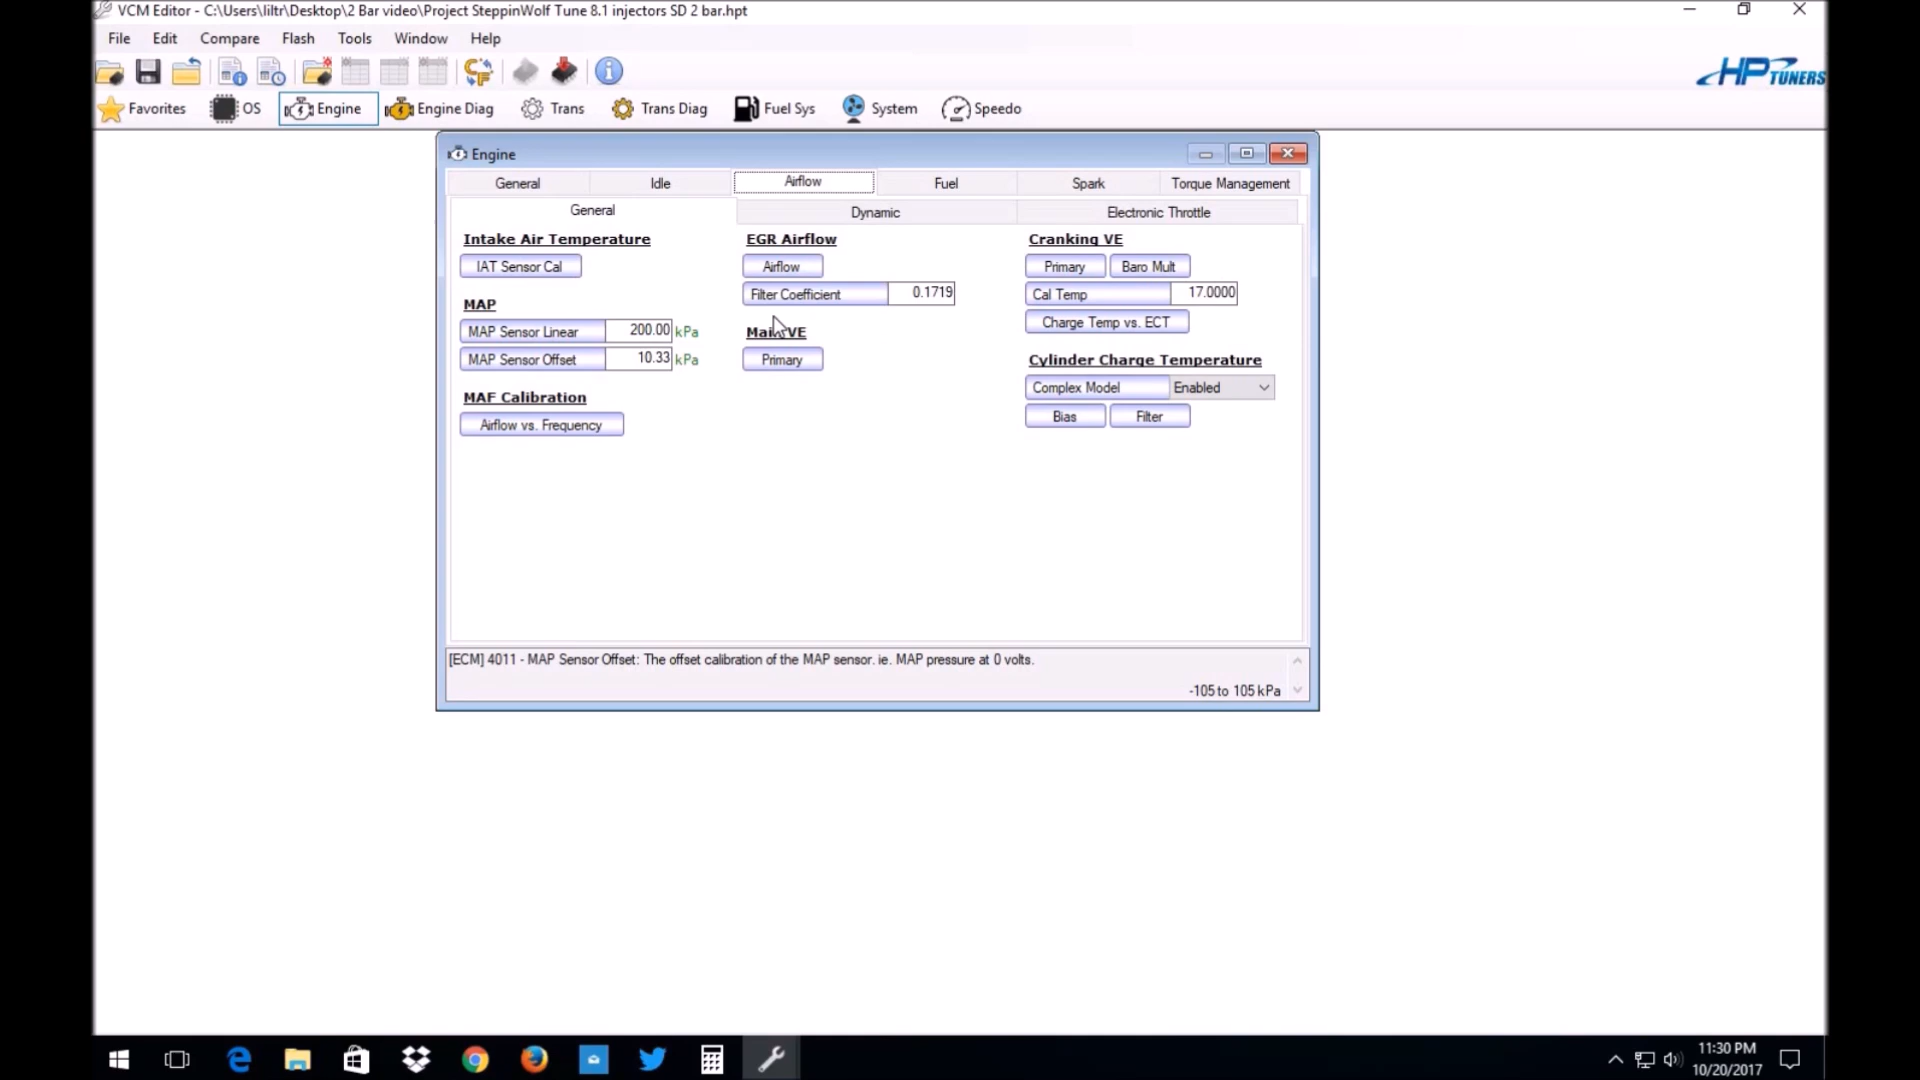 VCM Editor - C:\Users\liltr\Desktop\2 Bar video\Project SteppinWolf Tune 8.1 injectors SD 2 bar.hpt
File Edit Compare Flash Tools Window Help
HP TUNERS
Favorites OS Engine Engine Diag Trans Trans Diag Fuel Sys System Speedo
Engine
General Idle Airflow Fuel Spark Torque Management
General Dynamic Electronic Throttle
Intake Air Temperature
IAT Sensor Cal
MAP
MAP Sensor Linear 200.00 kPa
MAP Sensor Offset 10.33 kPa
MAF Calibration
Airflow vs. Frequency
EGR Airflow
Airflow
Filter Coefficient 0.1719
Main VE
Primary
Cranking VE
Primary Baro Mult
Cal Temp 17.0000
Charge Temp vs. ECT
Cylinder Charge Temperature
Complex Model Enabled
Bias Filter
[ECM] 4011 - MAP Sensor Offset: The offset calibration of the MAP sensor. ie. MAP pressure at 0 volts.
-105 to 105 kPa
11:30 PM
10/20/2017